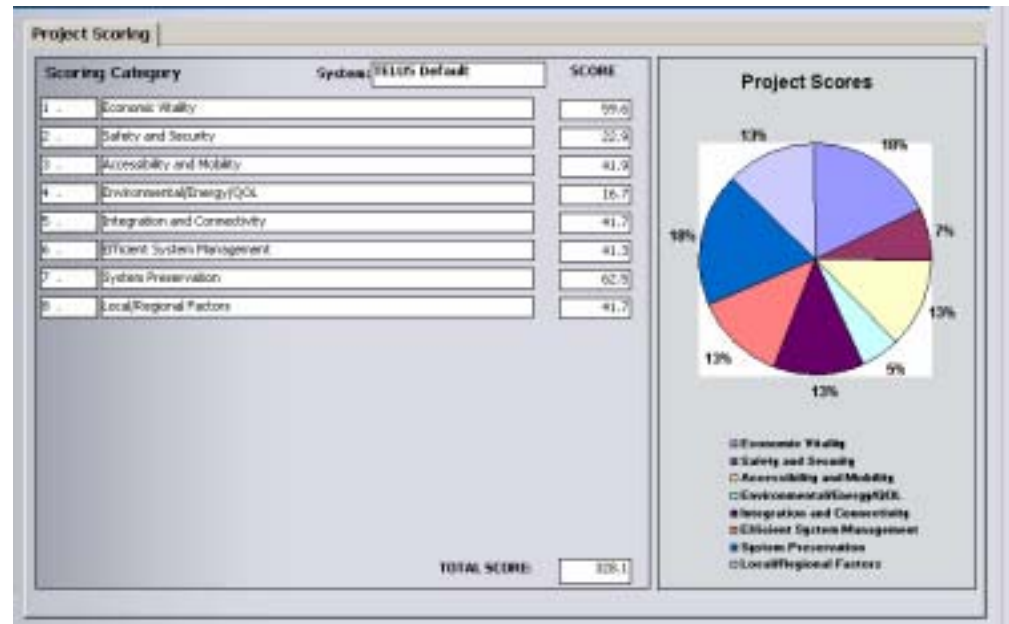 Project Scoring
Scoring Category System: TELUS Default SCORE
1 . Economic Vitality 59.6
2 . Safety and Security 22.9
3 . Accessibility and Mobility
4 . Environmental/Energy/QOL 16.7
5 . Integration and Connectivity 41.7
6 . Efficient System Management 41.3
7 . System Preservation 62.5
8 . Local/Regional Factors 41.7
TOTAL SCORE: 328.1
Project Scores
13%
18%
7%
18%
13%
13%
5%
13%
Economic Vitality
Safety and Security
Accessibility and Mobility
Environmental/Energy/QOL
Integration and Connectivity
Efficient System Management
System Preservation
Local/Regional Factors